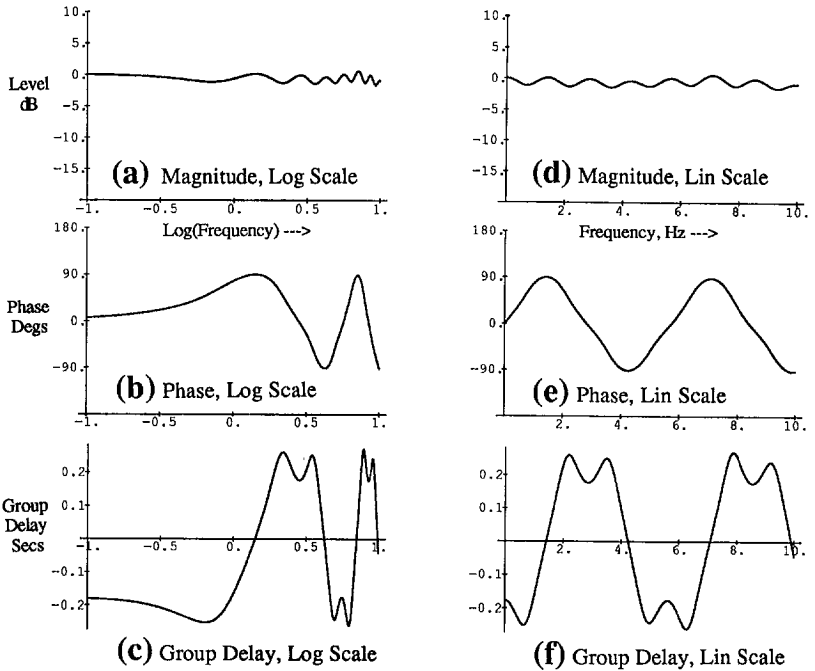 10.
5.
0.
-5.
-10.
-15.
Level
dB
(a) Magnitude, Log Scale
-1. -0.5 0. 0.5 1.
Log(Frequency) --->
10.
5.
0.
-5.
-10.
-15.
(d) Magnitude, Lin Scale
2. 4. 6. 8. 10.
Frequency, Hz --->
180.
90.
0.
-90.
Phase
Degs
(b) Phase, Log Scale
-1. -0.5 0. 0.5 1.
180.
90.
0.
-90.
(e) Phase, Lin Scale
2. 4. 6. 8. 10.
0.2
0.1
-0.1
-0.2
Group
Delay
Secs
-1. -0.5 0. 0.5 1.
(c) Group Delay, Log Scale
0.2
0.1
-0.1
-0.2
2. 4. 6. 8. 10.
(f) Group Delay, Lin Scale